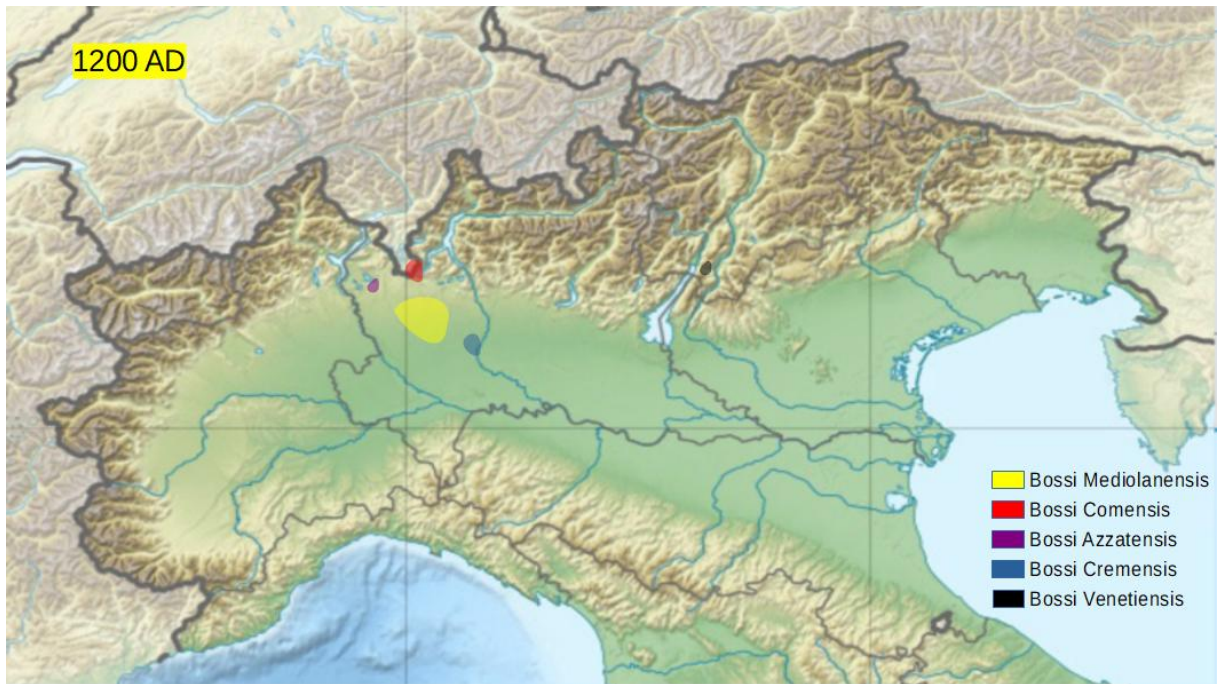 1200 AD
Bossi Mediolanensis
Bossi Comensis
Bossi Azzatensis
Bossi Cremensis
Bossi Venetiensis